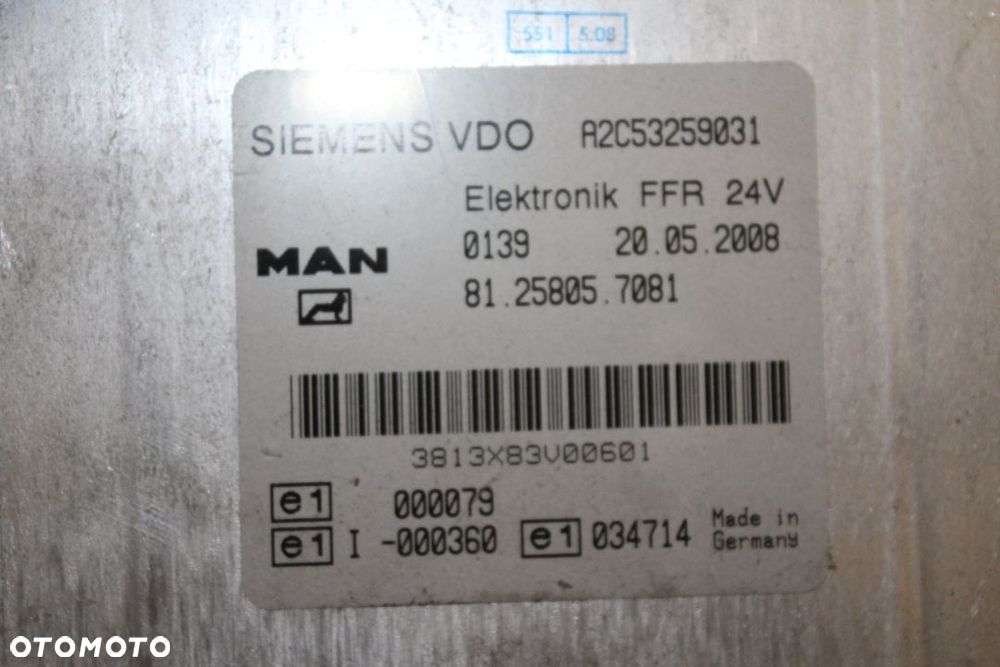 551 5.08
SIEMENS VDO A2C53259031
Elektronik FFR 24V
0139 20.05.2008
MAN
81.25805.7081
3813X83V00601
e1 000079
e1 I -000360 e1 034714 Made in
Germany
OTOMOTO